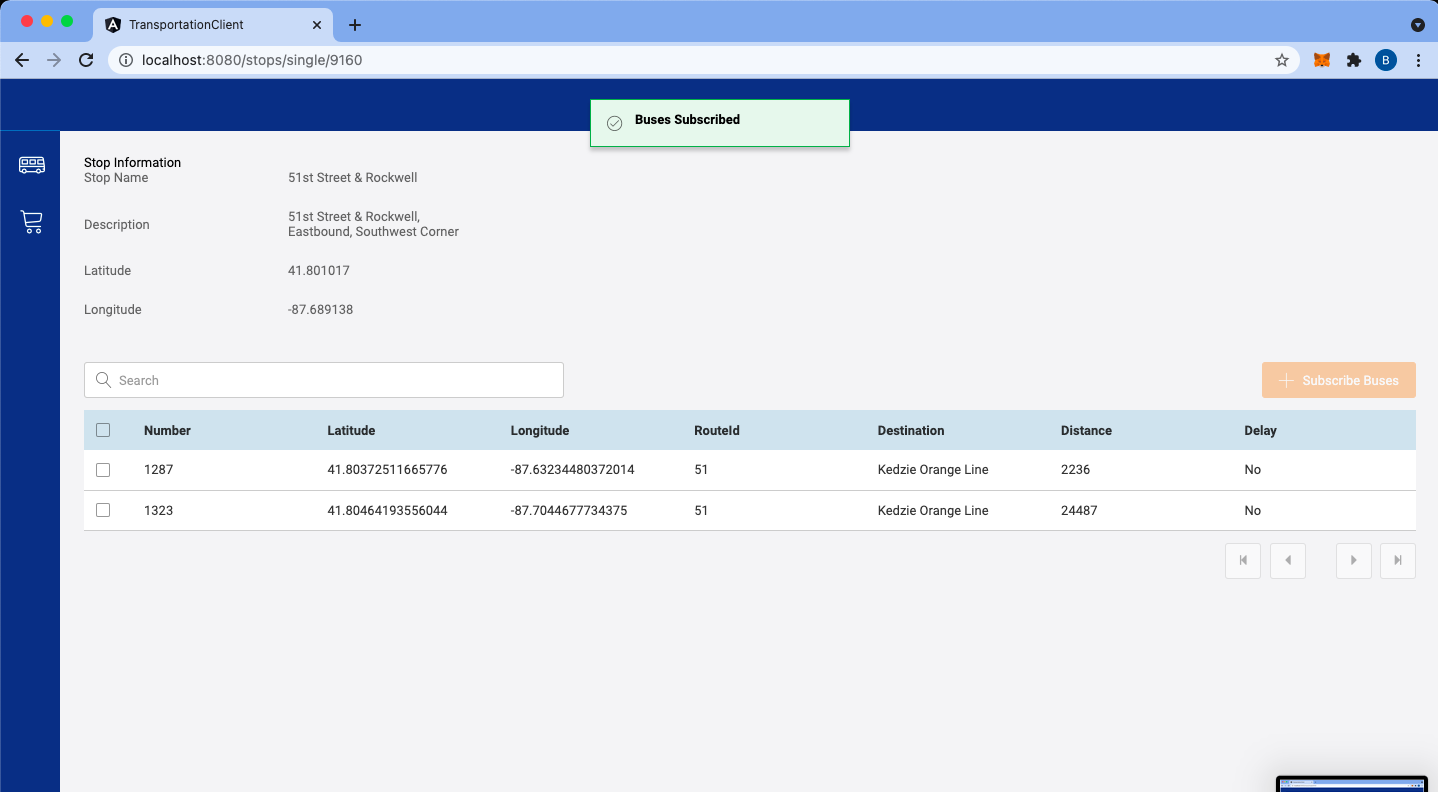 TransportationClient
localhost:8080/stops/single/9160
B
Buses Subscribed
Stop Information
Stop Name 51st Street & Rockwell
Description 51st Street & Rockwell,
Eastbound, Southwest Corner
Latitude 41.801017
Longitude -87.689138
Search
Subscribe Buses
Number Latitude Longitude RouteId Destination Distance Delay
1287 41.80372511665776 -87.63234480372014 51 Kedzie Orange Line 2236 No
1323 41.80464193556044 -87.7044677734375 51 Kedzie Orange Line 24487 No